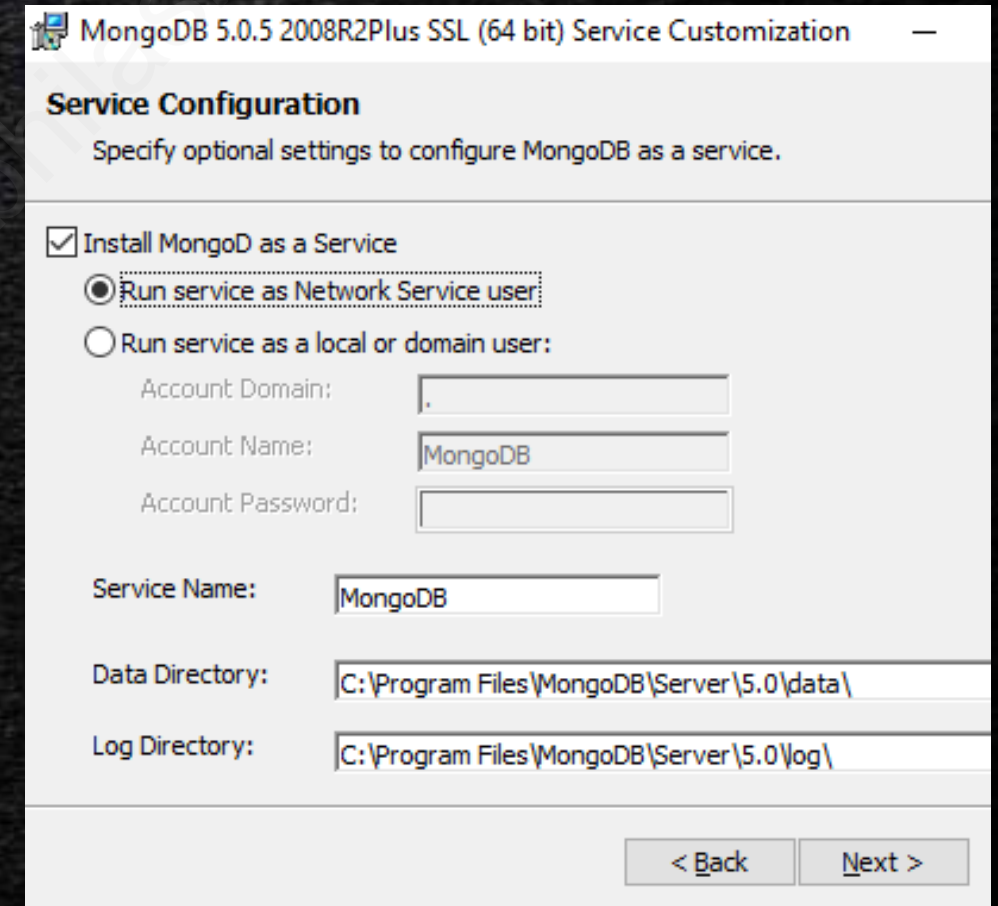 MongoDB 5.0.5 2008R2Plus SSL (64 bit) Service Customization
Service Configuration
Specify optional settings to configure MongoDB as a service.
Install MongoD as a Service
Run service as Network Service user
Run service as a local or domain user:
Account Domain: .
Account Name: MongoDB
Account Password:
Service Name: MongoDB
Data Directory: C:\Program Files\MongoDB\Server\5.0\data\
Log Directory: C:\Program Files\MongoDB\Server\5.0\log\
< Back Next >